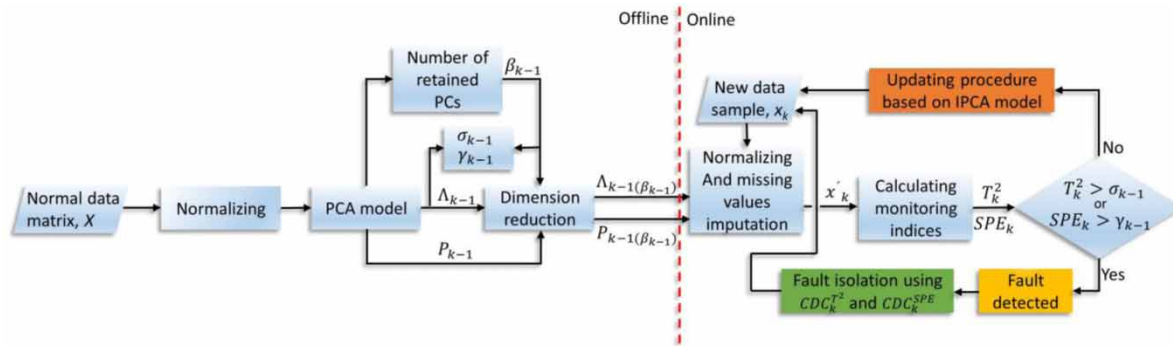 Offline
Online
Number of
retained
PCs
β_{k−1}
σ_{k−1}
γ_{k−1}
Normal data
matrix, X
Normalizing
PCA model
Λ_{k−1}
P_{k−1}
Dimension
reduction
Λ_{k−1(β_{k−1})}
P_{k−1(β_{k−1})}
New data
sample, x_k
Updating procedure
based on IPCA model
Normalizing
And missing
values
imputation
x′_k
Calculating
monitoring
indices
T_k^2
SPE_k
No
T_k^2 > σ_{k−1}
or
SPE_k > γ_{k−1}
Yes
Fault isolation using
CDC_k^{T^2} and CDC_k^{SPE}
Fault
detected